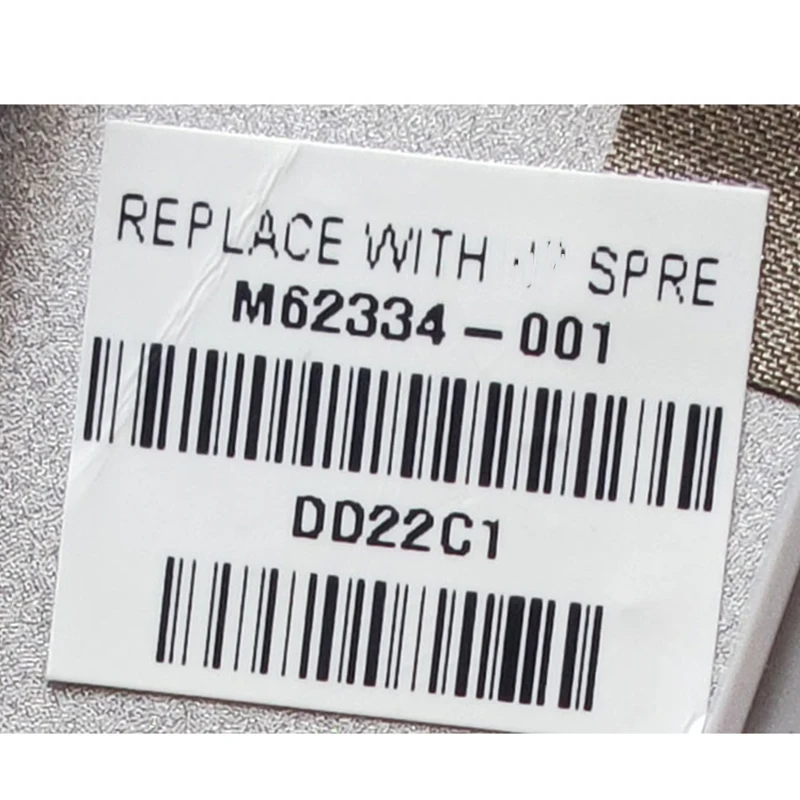 REPLACE WITH SPRE
M62334-001
DD22C1